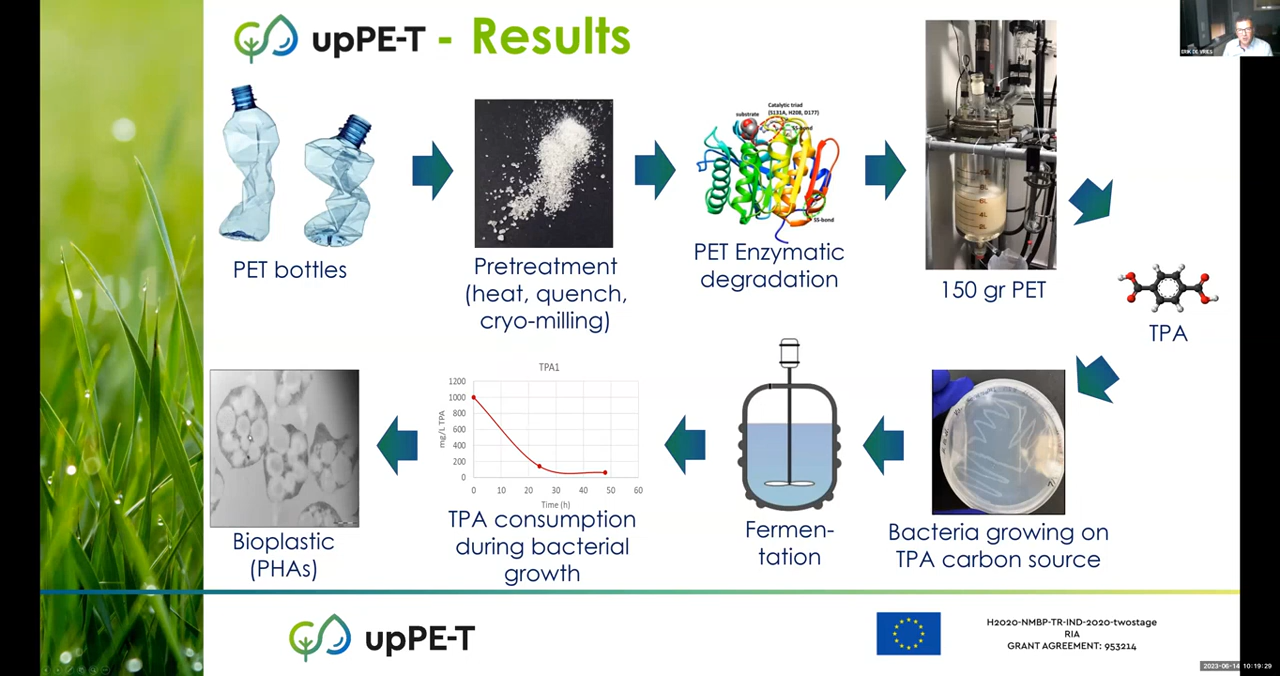 upPE-T - Results
ERIK DE VRIES
PET bottles
Pretreatment
(heat, quench,
cryo-milling)
substrate
Catalytic triad
(S131A, H208, D177)
SS-bond
SS-bond
PET Enzymatic
degradation
150 gr PET
TPA
Bacteria growing on
TPA carbon source
Fermen-
tation
TPA1
mg/L TPA
1200
1000
800
600
400
200
0
0 10 20 30 40 50 60
Time (h)
TPA consumption
during bacterial
growth
Bioplastic
(PHAs)
upPE-T
H2020-NMBP-TR-IND-2020-twostage
RIA
GRANT AGREEMENT: 953214
2023-06-14 10:19:29